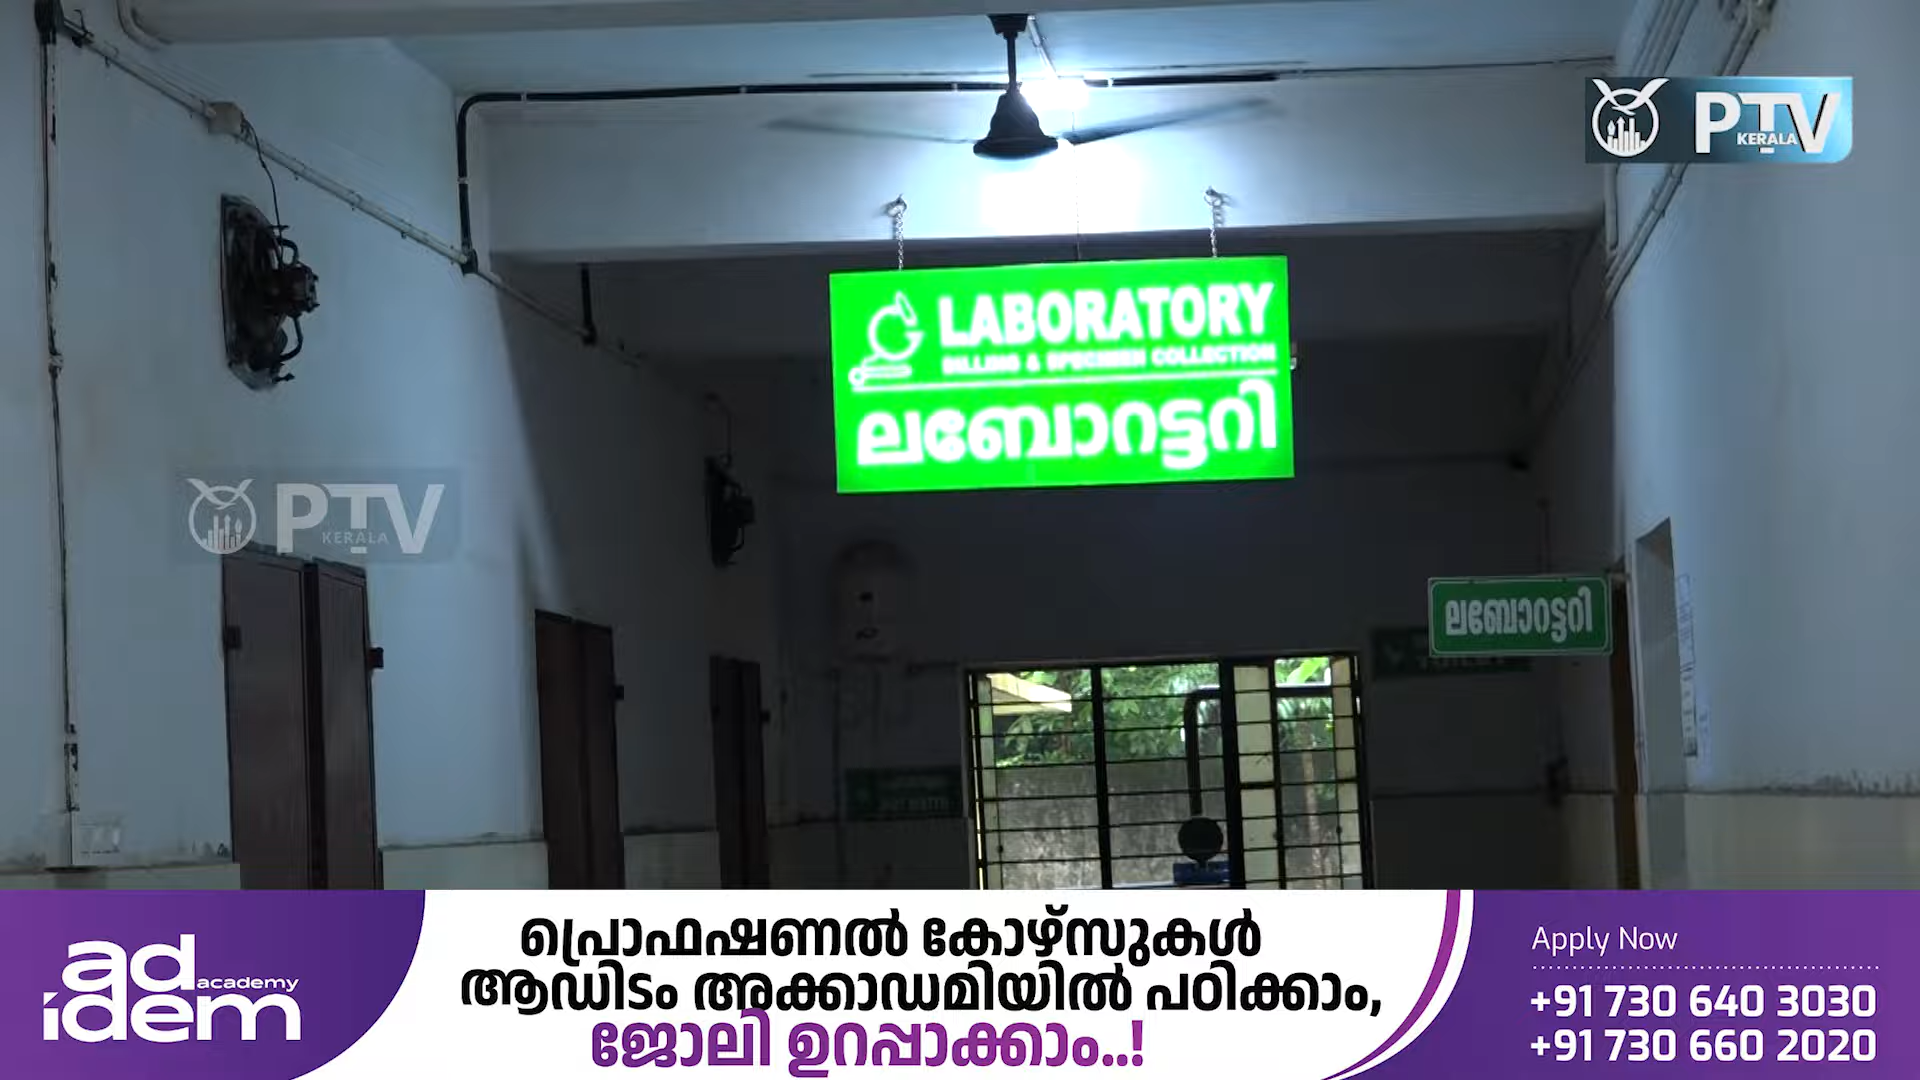 PTV
KERALA
LABORATORY
BILLING & SPECIMEN COLLECTION
ലബോറട്ടറി
PTV
KERALA
ലബോറട്ടറി
ad idem academy
പ്രൊഫഷണൽ കോഴ്സുകൾ
ആഡിടം അക്കാഡമിയിൽ പഠിക്കാം,
ജോലി ഉറപ്പാക്കാം..!
Apply Now
+91 730 640 3030
+91 730 660 2020